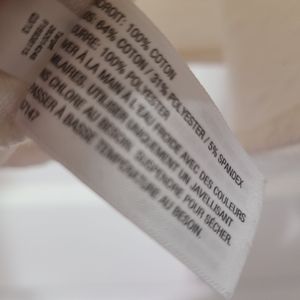 DROIT: 100% COTON
64% COTON / 31% POLYESTER / 5% SPANDEX
URRE: 100% POLYESTER
VER À LA MAIN À L'EAU FROIDE AVEC DES COULEURS
MILAIRES. UTILISER UNIQUEMENT UN JAVELLISANT
NS CHLORE AU BESOIN. SUSPENDRE POUR SÉCHER.
PASSER À BASSE TEMPÉRATURE AU BESOIN.